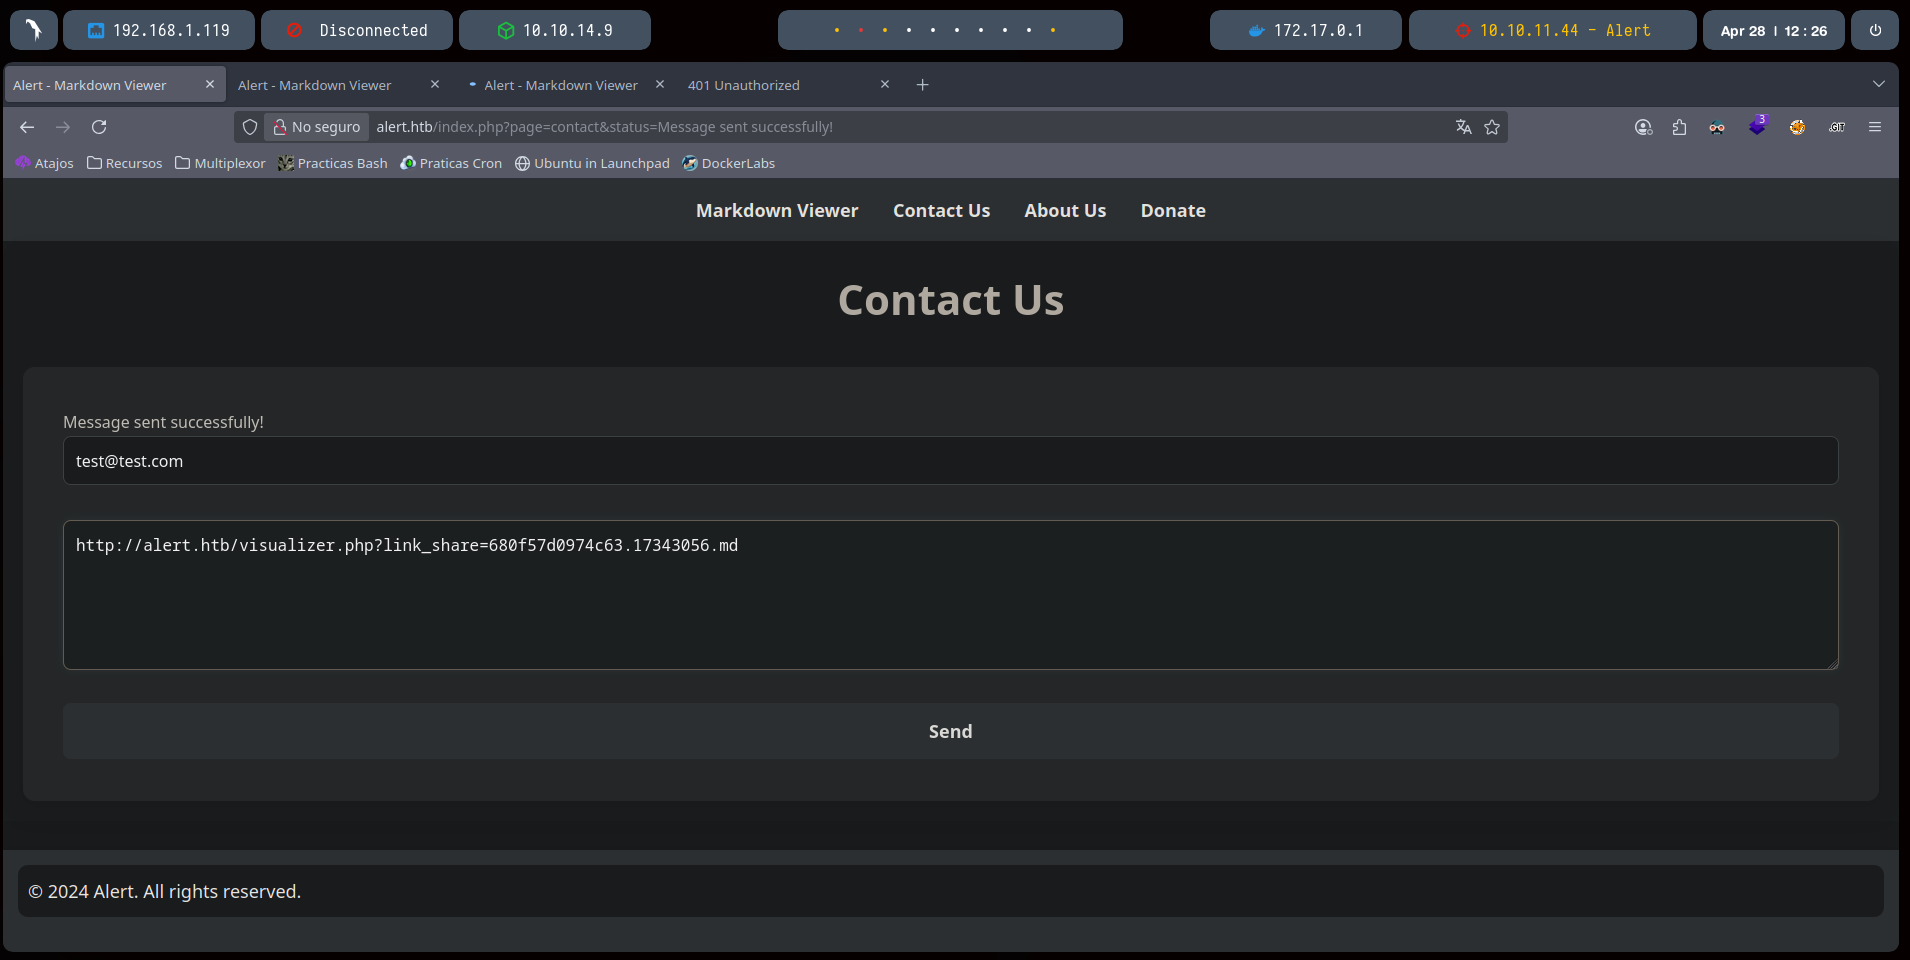 192.168.1.119 Disconnected 10.10.14.9 172.17.0.1 10.10.11.44 - Alert Apr 28 | 12 : 26
Alert - Markdown Viewer Alert - Markdown Viewer Alert - Markdown Viewer 401 Unauthorized
No seguro alert.htb/index.php?page=contact&status=Message sent successfully! 3 .GIT
Atajos Recursos Multiplexor Practicas Bash Praticas Cron Ubuntu in Launchpad DockerLabs
Markdown Viewer Contact Us About Us Donate
Contact Us
Message sent successfully!
test@test.com
http://alert.htb/visualizer.php?link_share=680f57d0974c63.17343056.md
Send
© 2024 Alert. All rights reserved.